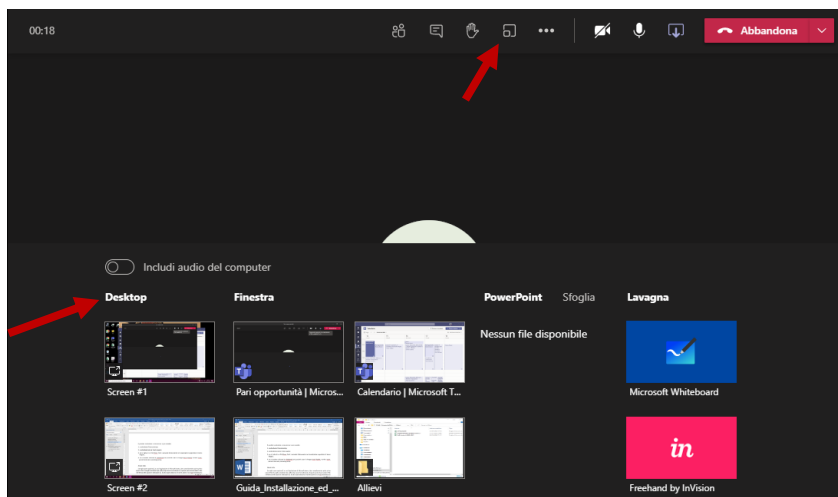 00:18
Abbandona
Includi audio del computer
Desktop
Finestra
PowerPoint
Sfoglia
Lavagna
Nessun file disponibile
Screen #1
Pari opportunità | Micros...
Calendario | Microsoft T...
Microsoft Whiteboard
in
Screen #2
Guida_Installazione_ed_...
Allievi
Freehand by InVision